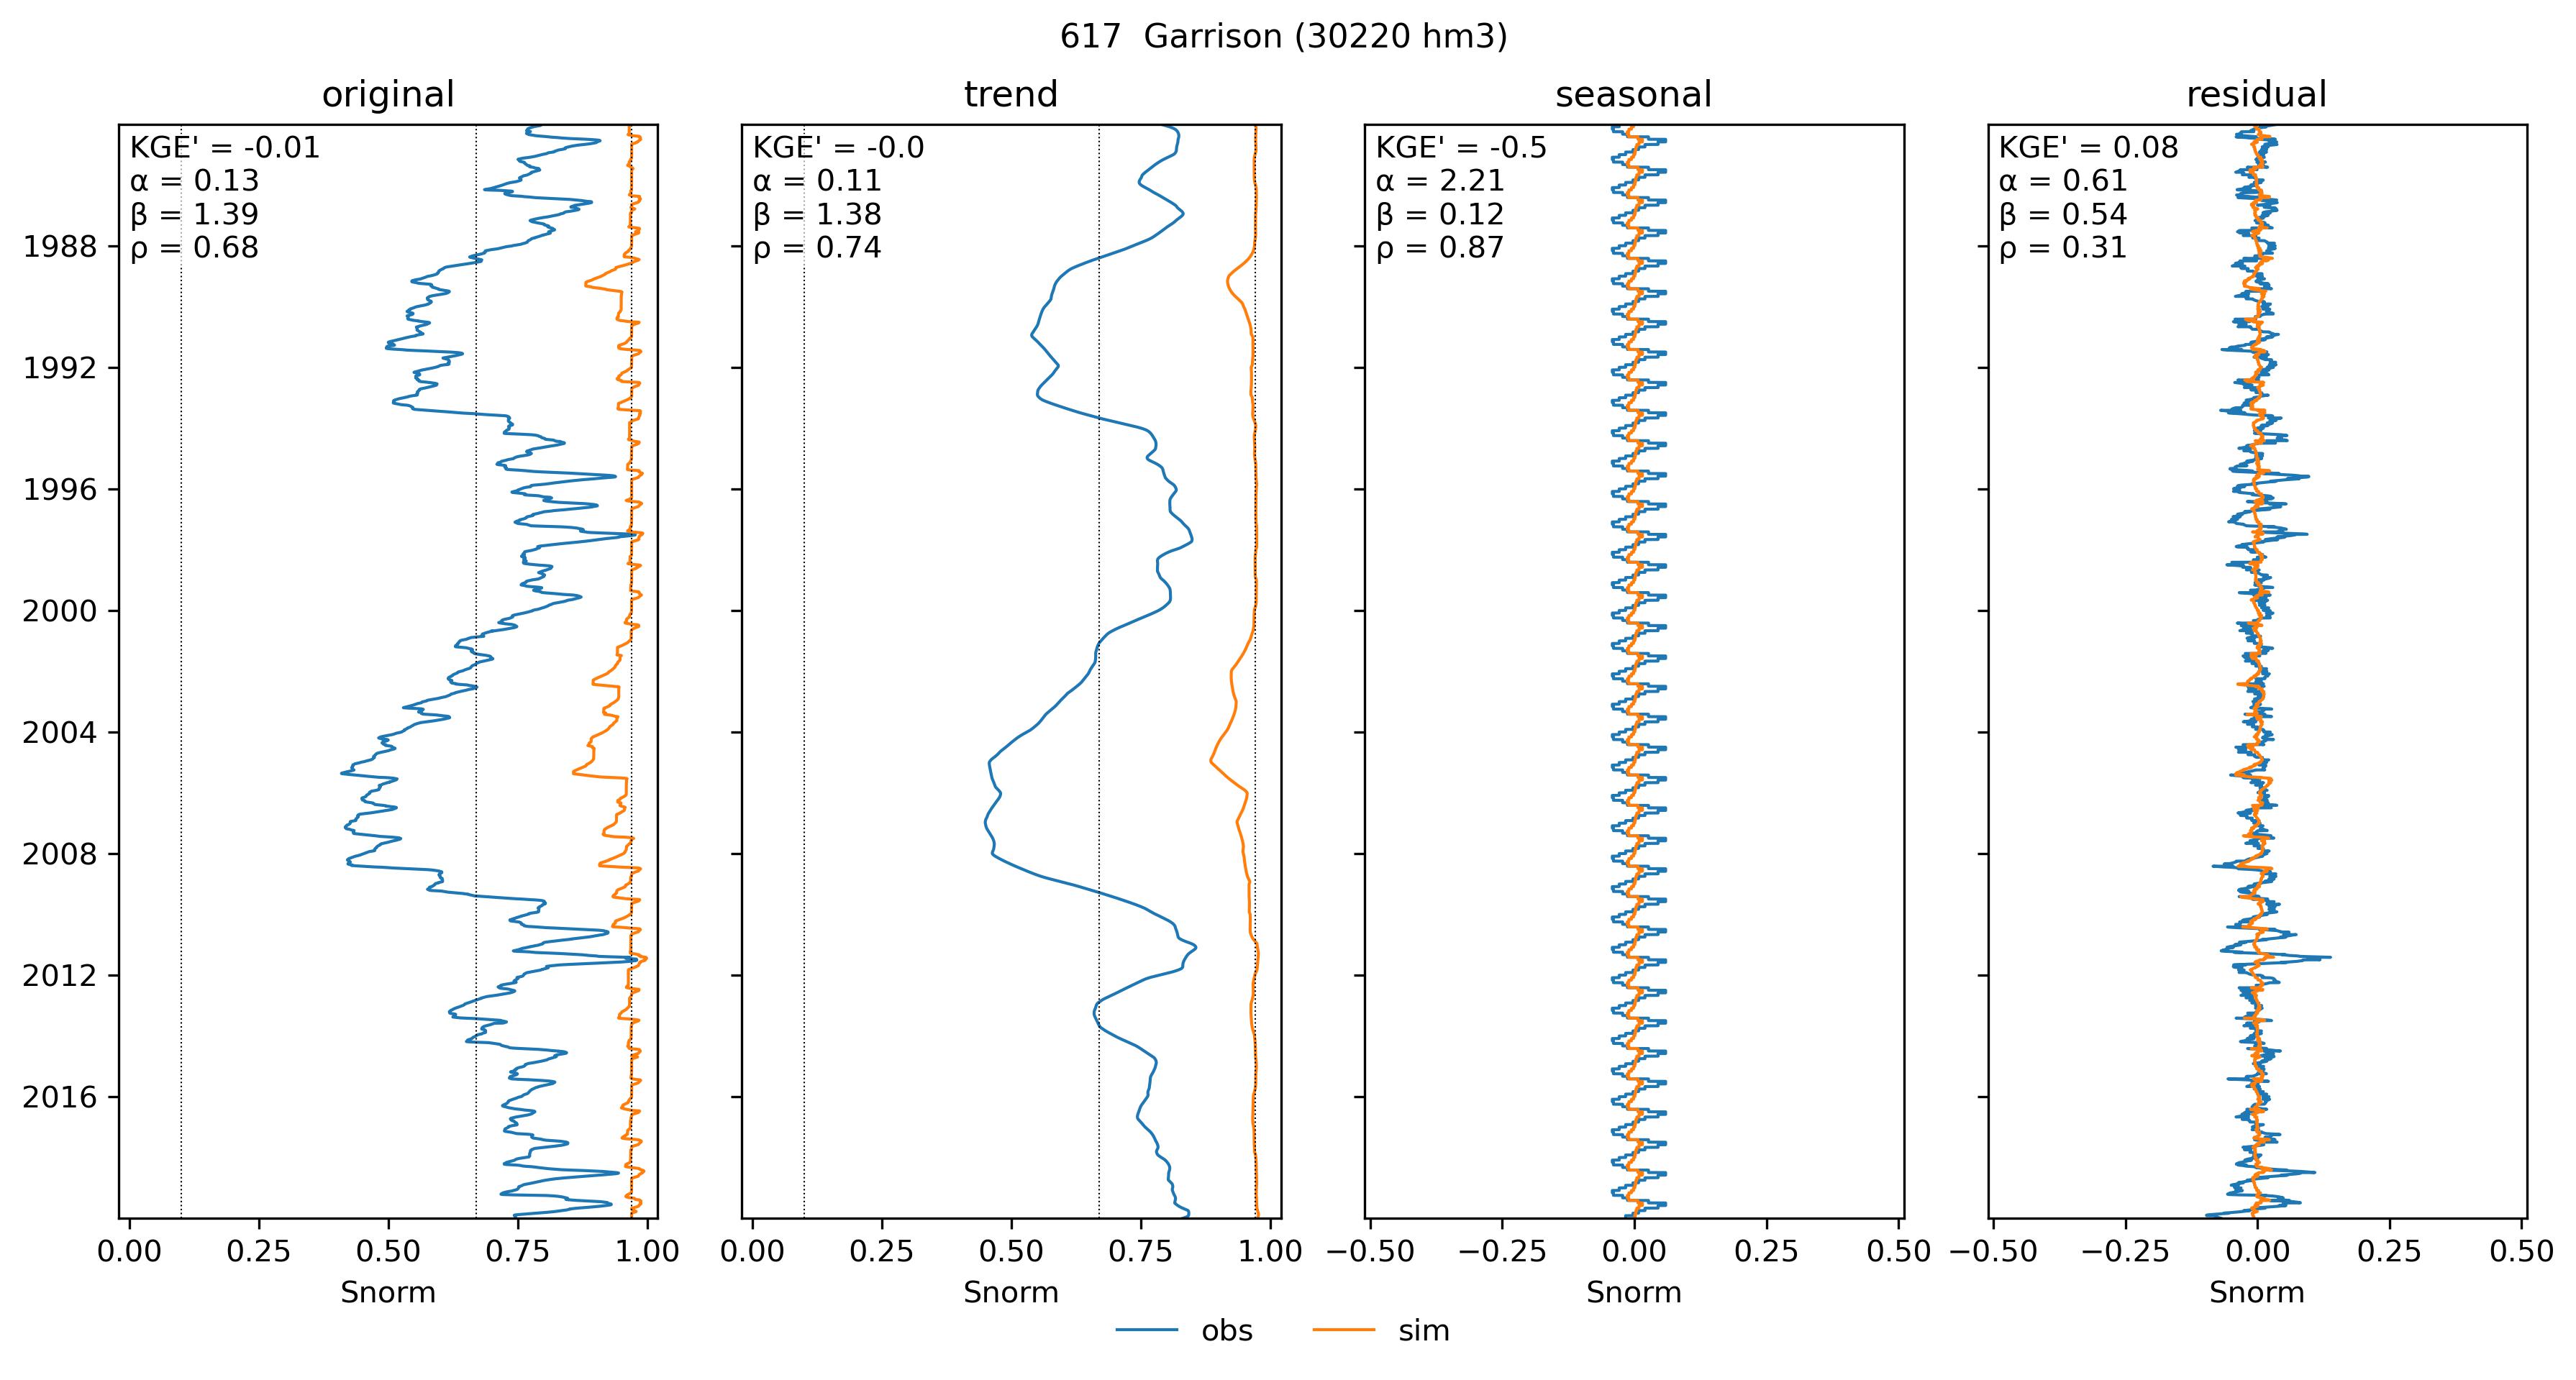 617  Garrison (30220 hm3)
original
trend
seasonal
residual
KGE' = -0.01
α = 0.13
β = 1.39
ρ = 0.68
KGE' = -0.0
α = 0.11
β = 1.38
ρ = 0.74
KGE' = -0.5
α = 2.21
β = 0.12
ρ = 0.87
KGE' = 0.08
α = 0.61
β = 0.54
ρ = 0.31
1988
1992
1996
2000
2004
2008
2012
2016
0.00 0.25 0.50 0.75 1.00
0.00 0.25 0.50 0.75 1.00
−0.50 −0.25 0.00 0.25 0.50
−0.50 −0.25 0.00 0.25 0.50
Snorm
Snorm
Snorm
Snorm
obs
sim